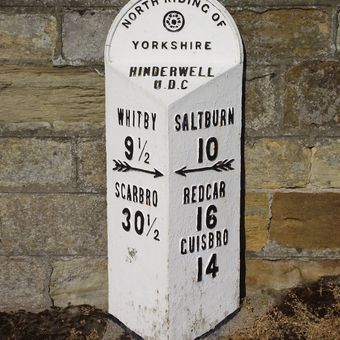 NORTH RIDING OF
YORKSHIRE
HINDERWELL
U.D.C
WHITBY
9½
SCARBRO
30½
SALTBURN
10
REDCAR
16
GUISBRO
14